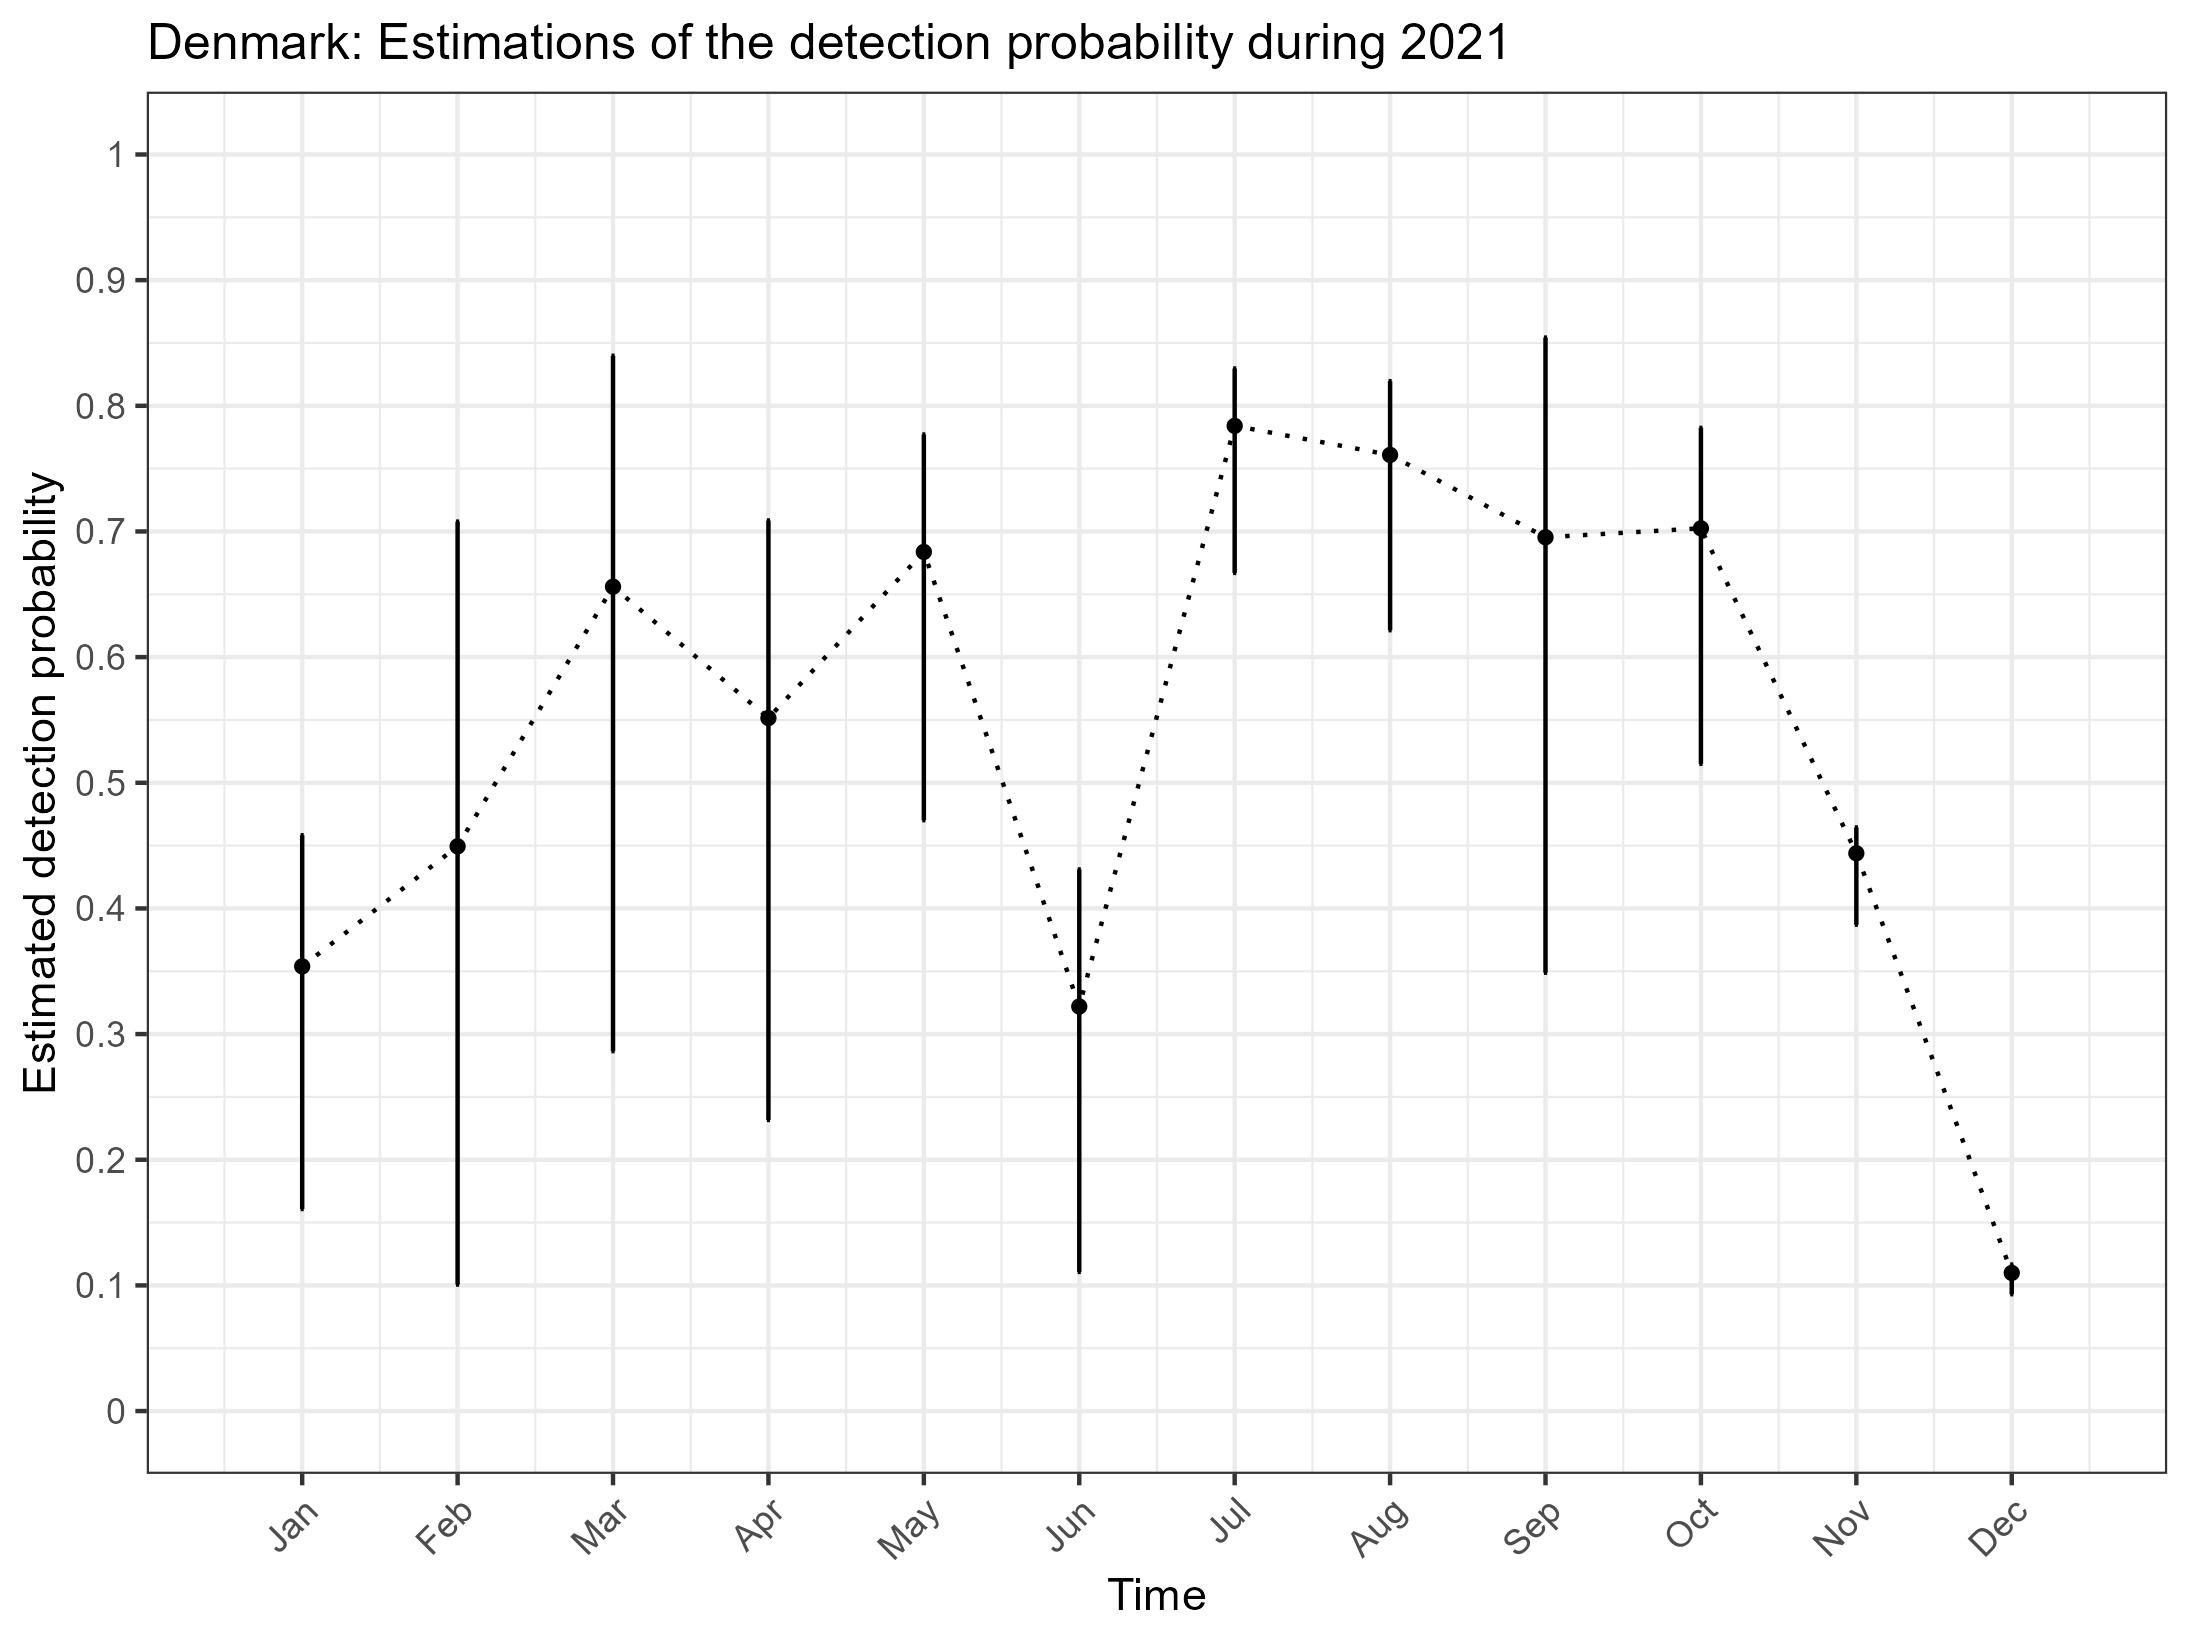 Denmark: Estimations of the detection probability during 2021
Estimated detection probability
1
0.9
0.8
0.7
0.6
0.5
0.4
0.3
0.2
0.1
0
Jan Feb Mar Apr May Jun Jul Aug Sep Oct Nov Dec
Time